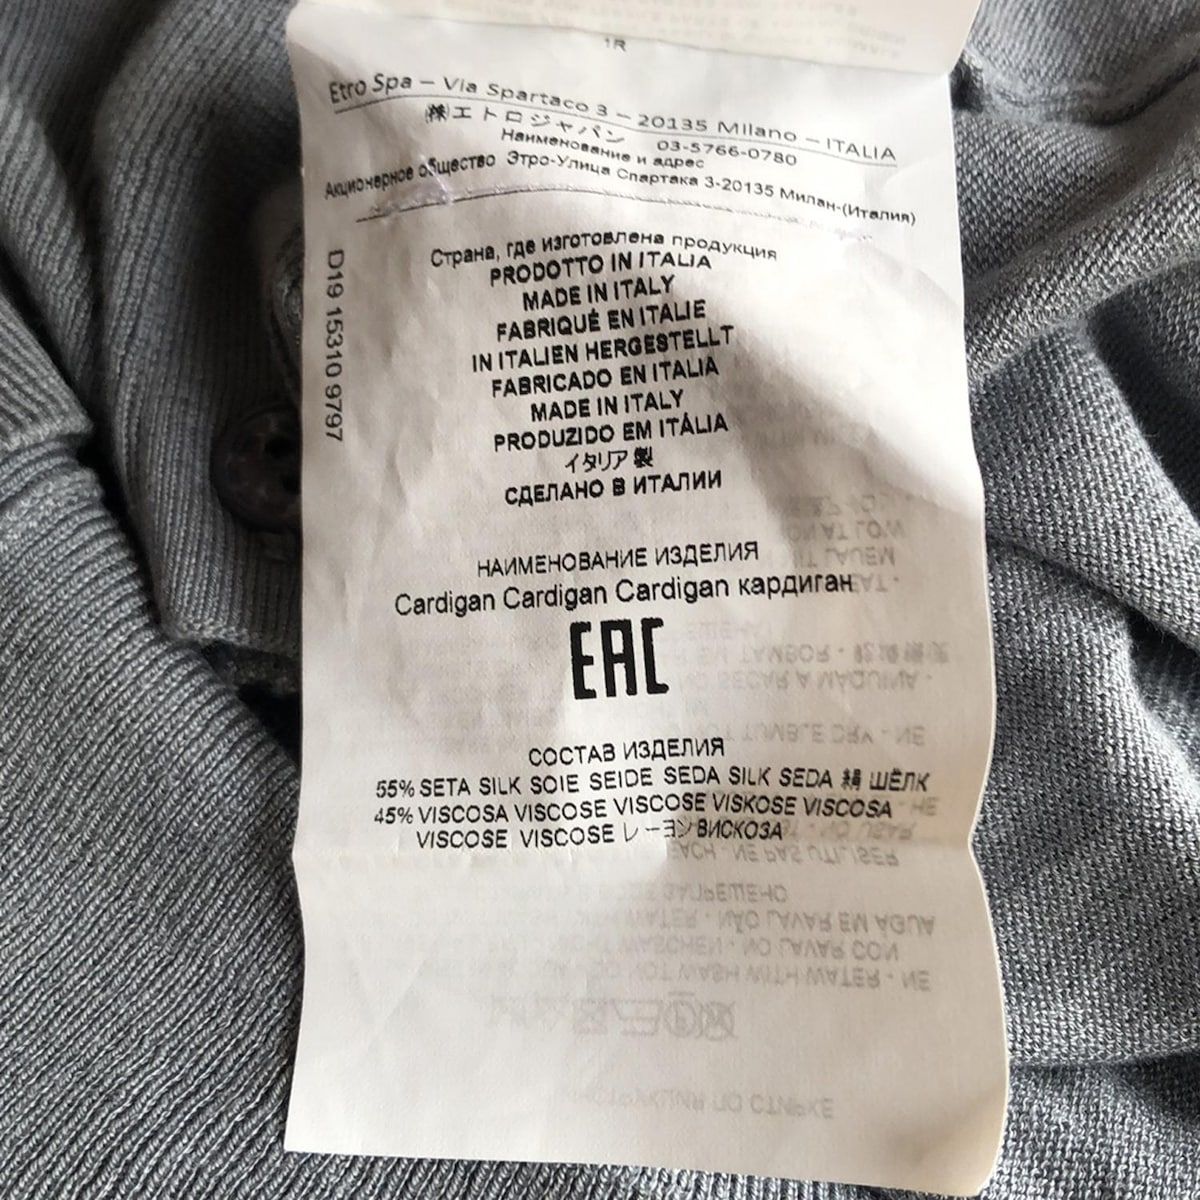 1R
Etro Spa – Via Spartaco 3 – 20135 Milano – ITALIA
㈱エトロジャパン 03-5766-0780
Наименование и адрес
Акционерное общество Этро-Улица Спартака 3-20135 Милан-(Италия)
D19 15310 9797
Страна, где изготовлена продукция
PRODOTTO IN ITALIA
MADE IN ITALY
FABRIQUÉ EN ITALIE
IN ITALIEN HERGESTELLT
FABRICADO EN ITALIA
MADE IN ITALY
PRODUZIDO EM ITÁLIA
イタリア製
СДЕЛАНО В ИТАЛИИ
НАИМЕНОВАНИЕ ИЗДЕЛИЯ
Cardigan Cardigan Cardigan кардиган
EAC
СОСТАВ ИЗДЕЛИЯ
55% SETA SILK SOIE SEIDE SEDA SILK SEDA 絹 ШЁЛК
45% VISCOSA VISCOSE VISCOSE VISKOSE VISCOSA
VISCOSE VISCOSE レーヨン ВИСКОЗА